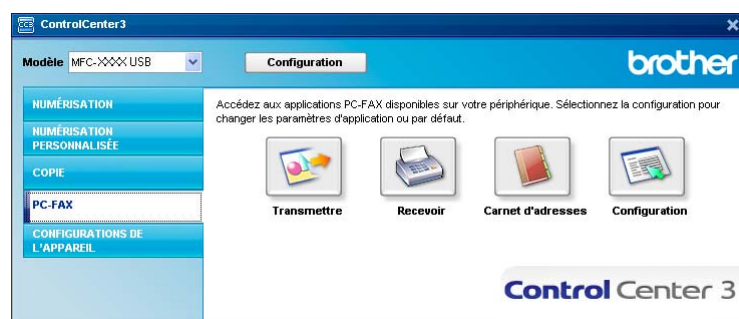 ControlCenter3
Modèle MFC-XXXX USB Configuration brother
NUMÉRISATION
NUMÉRISATION
PERSONNALISÉE
COPIE
PC-FAX
CONFIGURATIONS DE
L'APPAREIL
Accédez aux applications PC-FAX disponibles sur votre périphérique. Sélectionnez la configuration pour
changer les paramètres d'application ou par défaut.
Transmettre Recevoir Carnet d'adresses Configuration
Control Center 3